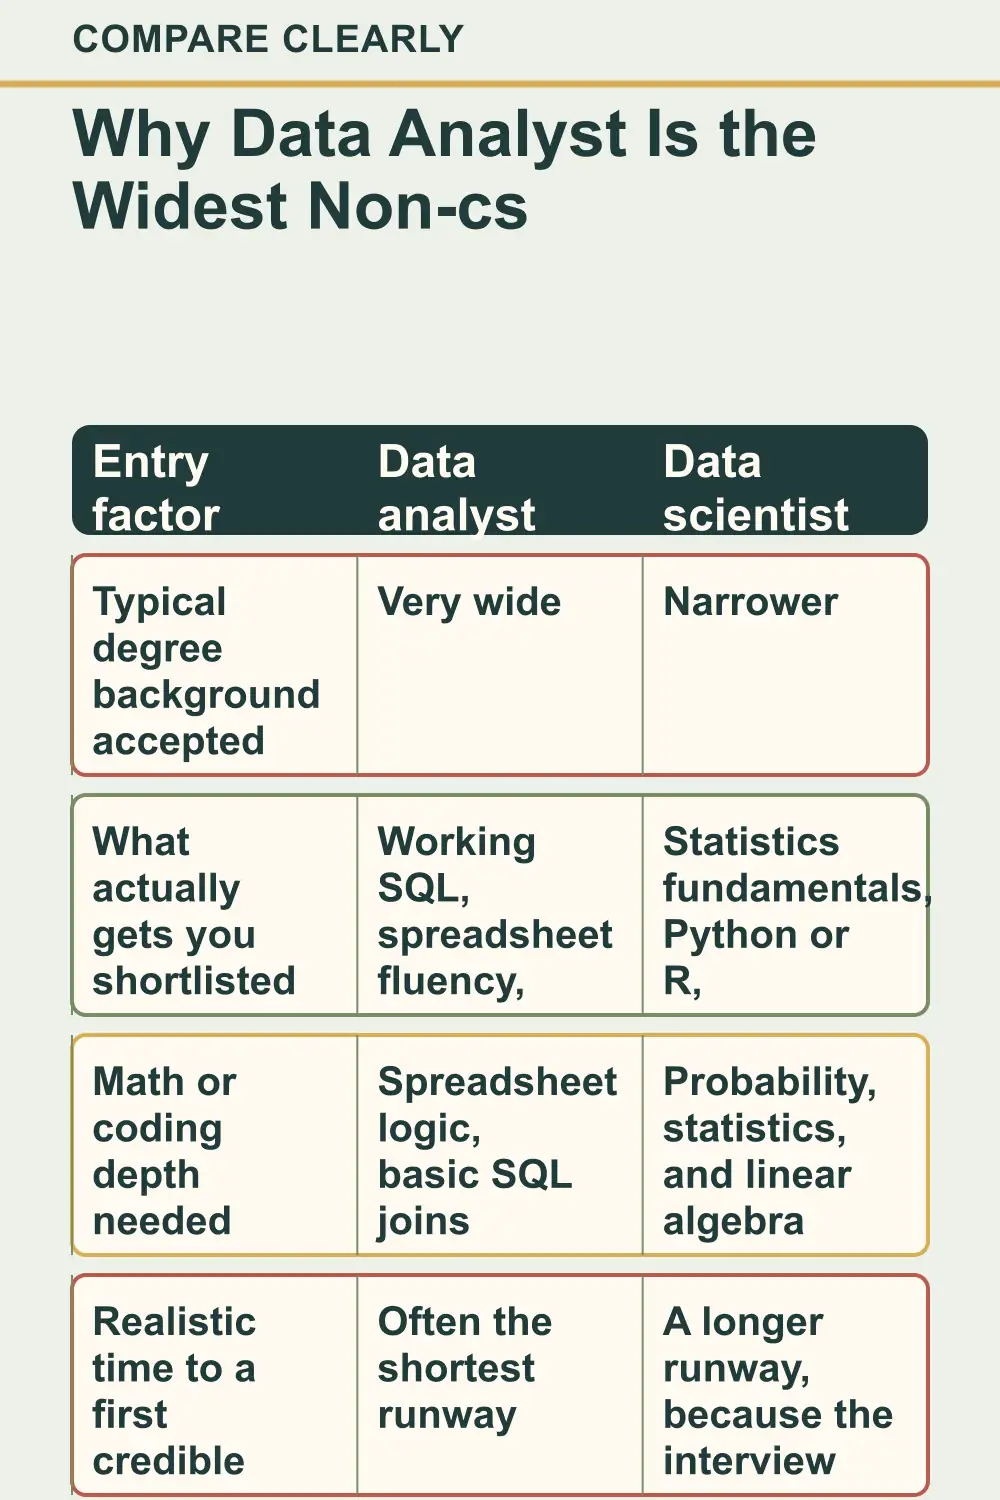 COMPARE CLEARLY
Why Data Analyst Is the
Widest Non-cs
Entry
factor
Data
analyst
Data
scientist
Typical
degree
background
accepted
Very wide
Narrower
What
actually
gets you
shortlisted
Working
SQL,
spreadsheet
fluency,
Statistics
fundamentals,
Python or
R,
Math or
coding
depth
needed
Spreadsheet
logic,
basic SQL
joins
Probability,
statistics,
and linear
algebra
Realistic
time to a
first
credible
Often the
shortest
runway
A longer
runway,
because the
interview